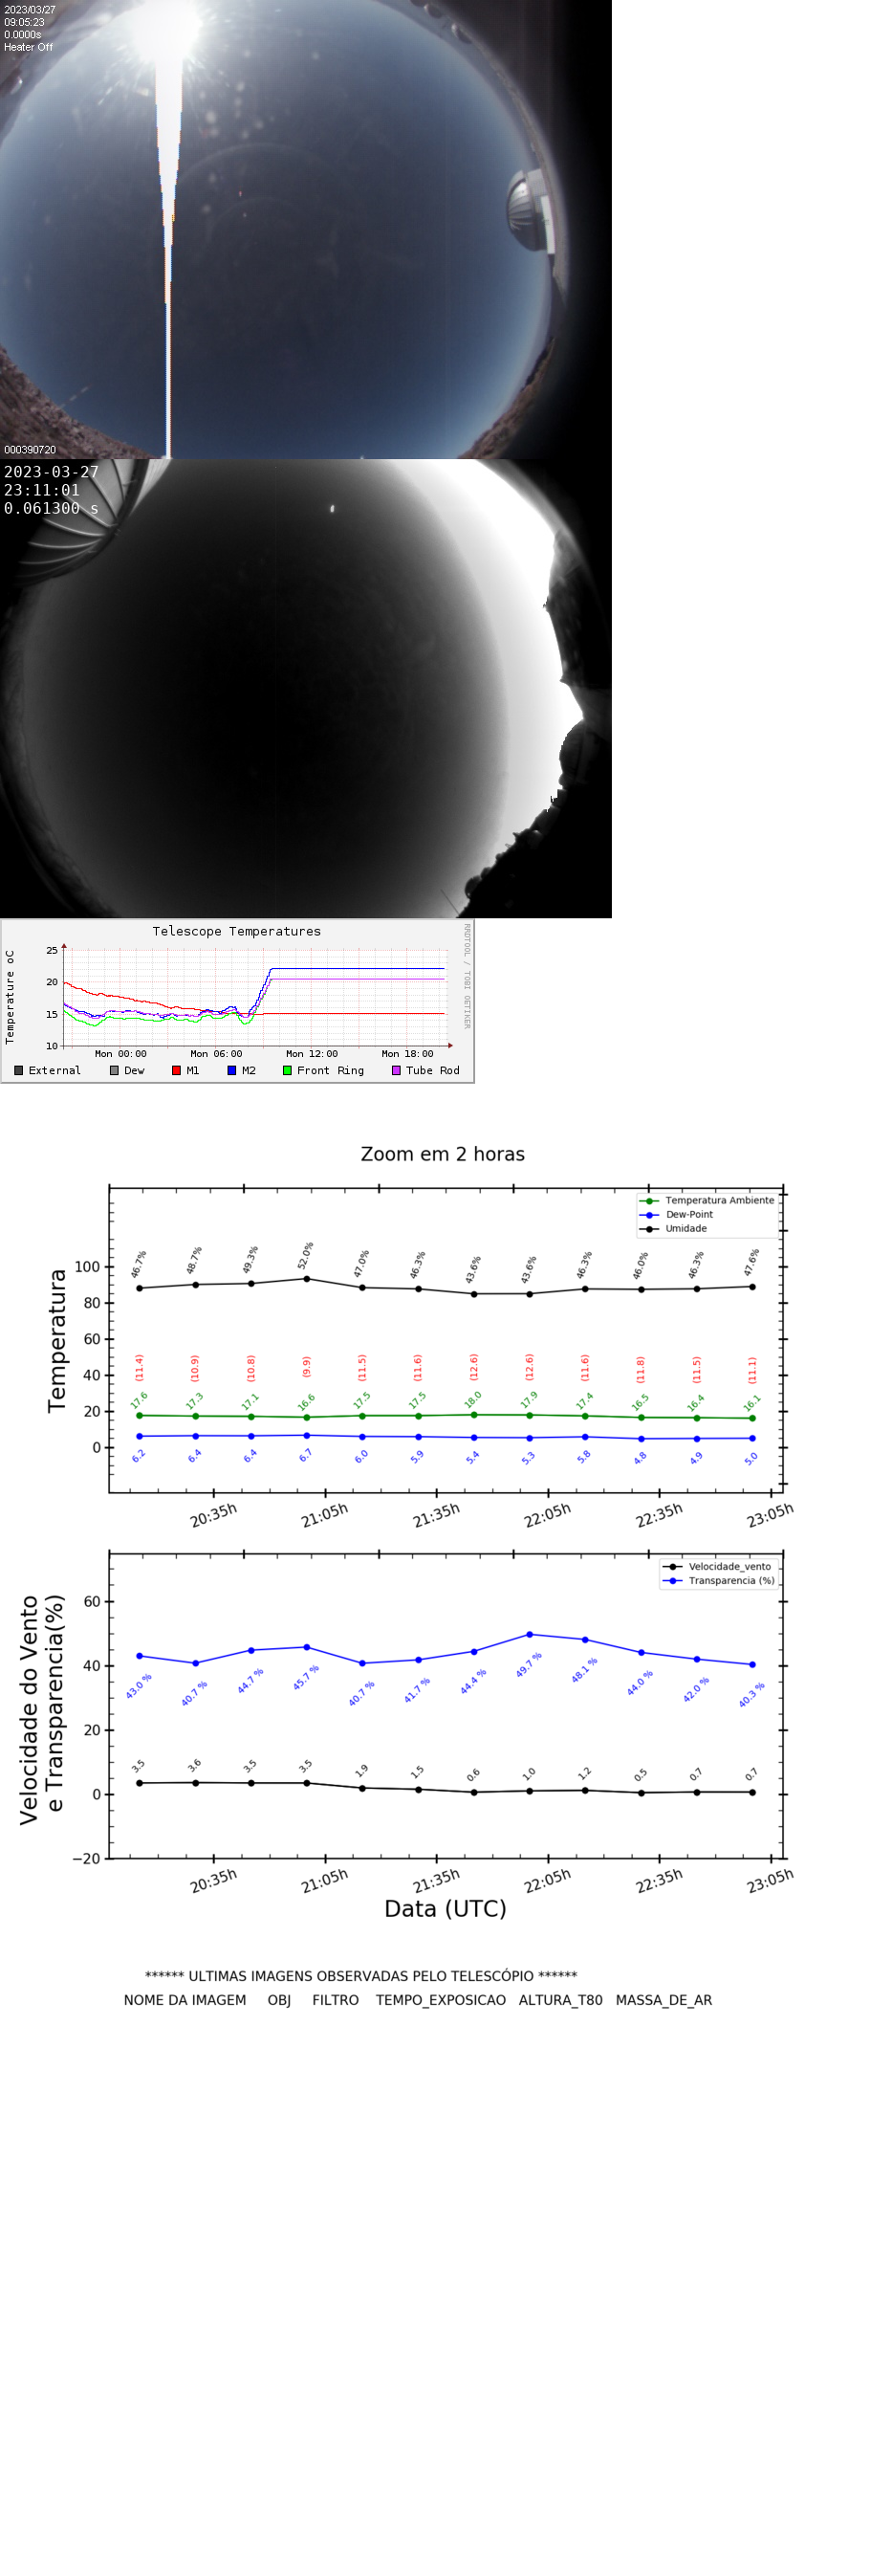 2023/03/27
09:05:23
0.0000s
Heater Off
000390720
2023-03-27
23:11:01
0.061300 s
Telescope Temperatures
RRDTOOL / TOBI OETIKER
Temperature oC
25
20
15
10
Mon 00:00 Mon 06:00 Mon 12:00 Mon 18:00
External Dew M1 M2 Front Ring Tube Rod
Zoom em 2 horas
Temperatura Ambiente
Dew-Point
Umidade
Temperatura
100
80
60
40
20
0
46.7% 48.7% 49.3% 52.0% 47.0% 46.3% 43.6% 43.6% 46.3% 46.0% 46.3% 47.6%
(11.4) (10.9) (10.8) (9.9) (11.5) (11.6) (12.6) (12.6) (11.6) (11.8) (11.5) (11.1)
17.6 17.3 17.1 16.6 17.5 17.5 18.0 17.9 17.4 16.5 16.4 16.1
6.2 6.4 6.4 6.7 6.0 5.9 5.4 5.3 5.8 4.8 4.9 5.0
20:35h 21:05h 21:35h 22:05h 22:35h 23:05h
Velocidade_vento
Transparencia (%)
Velocidade do Vento
e Transparencia(%)
60
40
20
0
−20
43.0 % 40.7 % 44.7 % 45.7 % 40.7 % 41.7 % 44.4 % 49.7 % 48.1 % 44.0 % 42.0 % 40.3 %
3.5 3.6 3.5 3.5 1.9 1.5 0.6 1.0 1.2 0.5 0.7 0.7
20:35h 21:05h 21:35h 22:05h 22:35h 23:05h
Data (UTC)
****** ULTIMAS IMAGENS OBSERVADAS PELO TELESCÓPIO ******
NOME DA IMAGEM OBJ FILTRO TEMPO_EXPOSICAO ALTURA_T80 MASSA_DE_AR